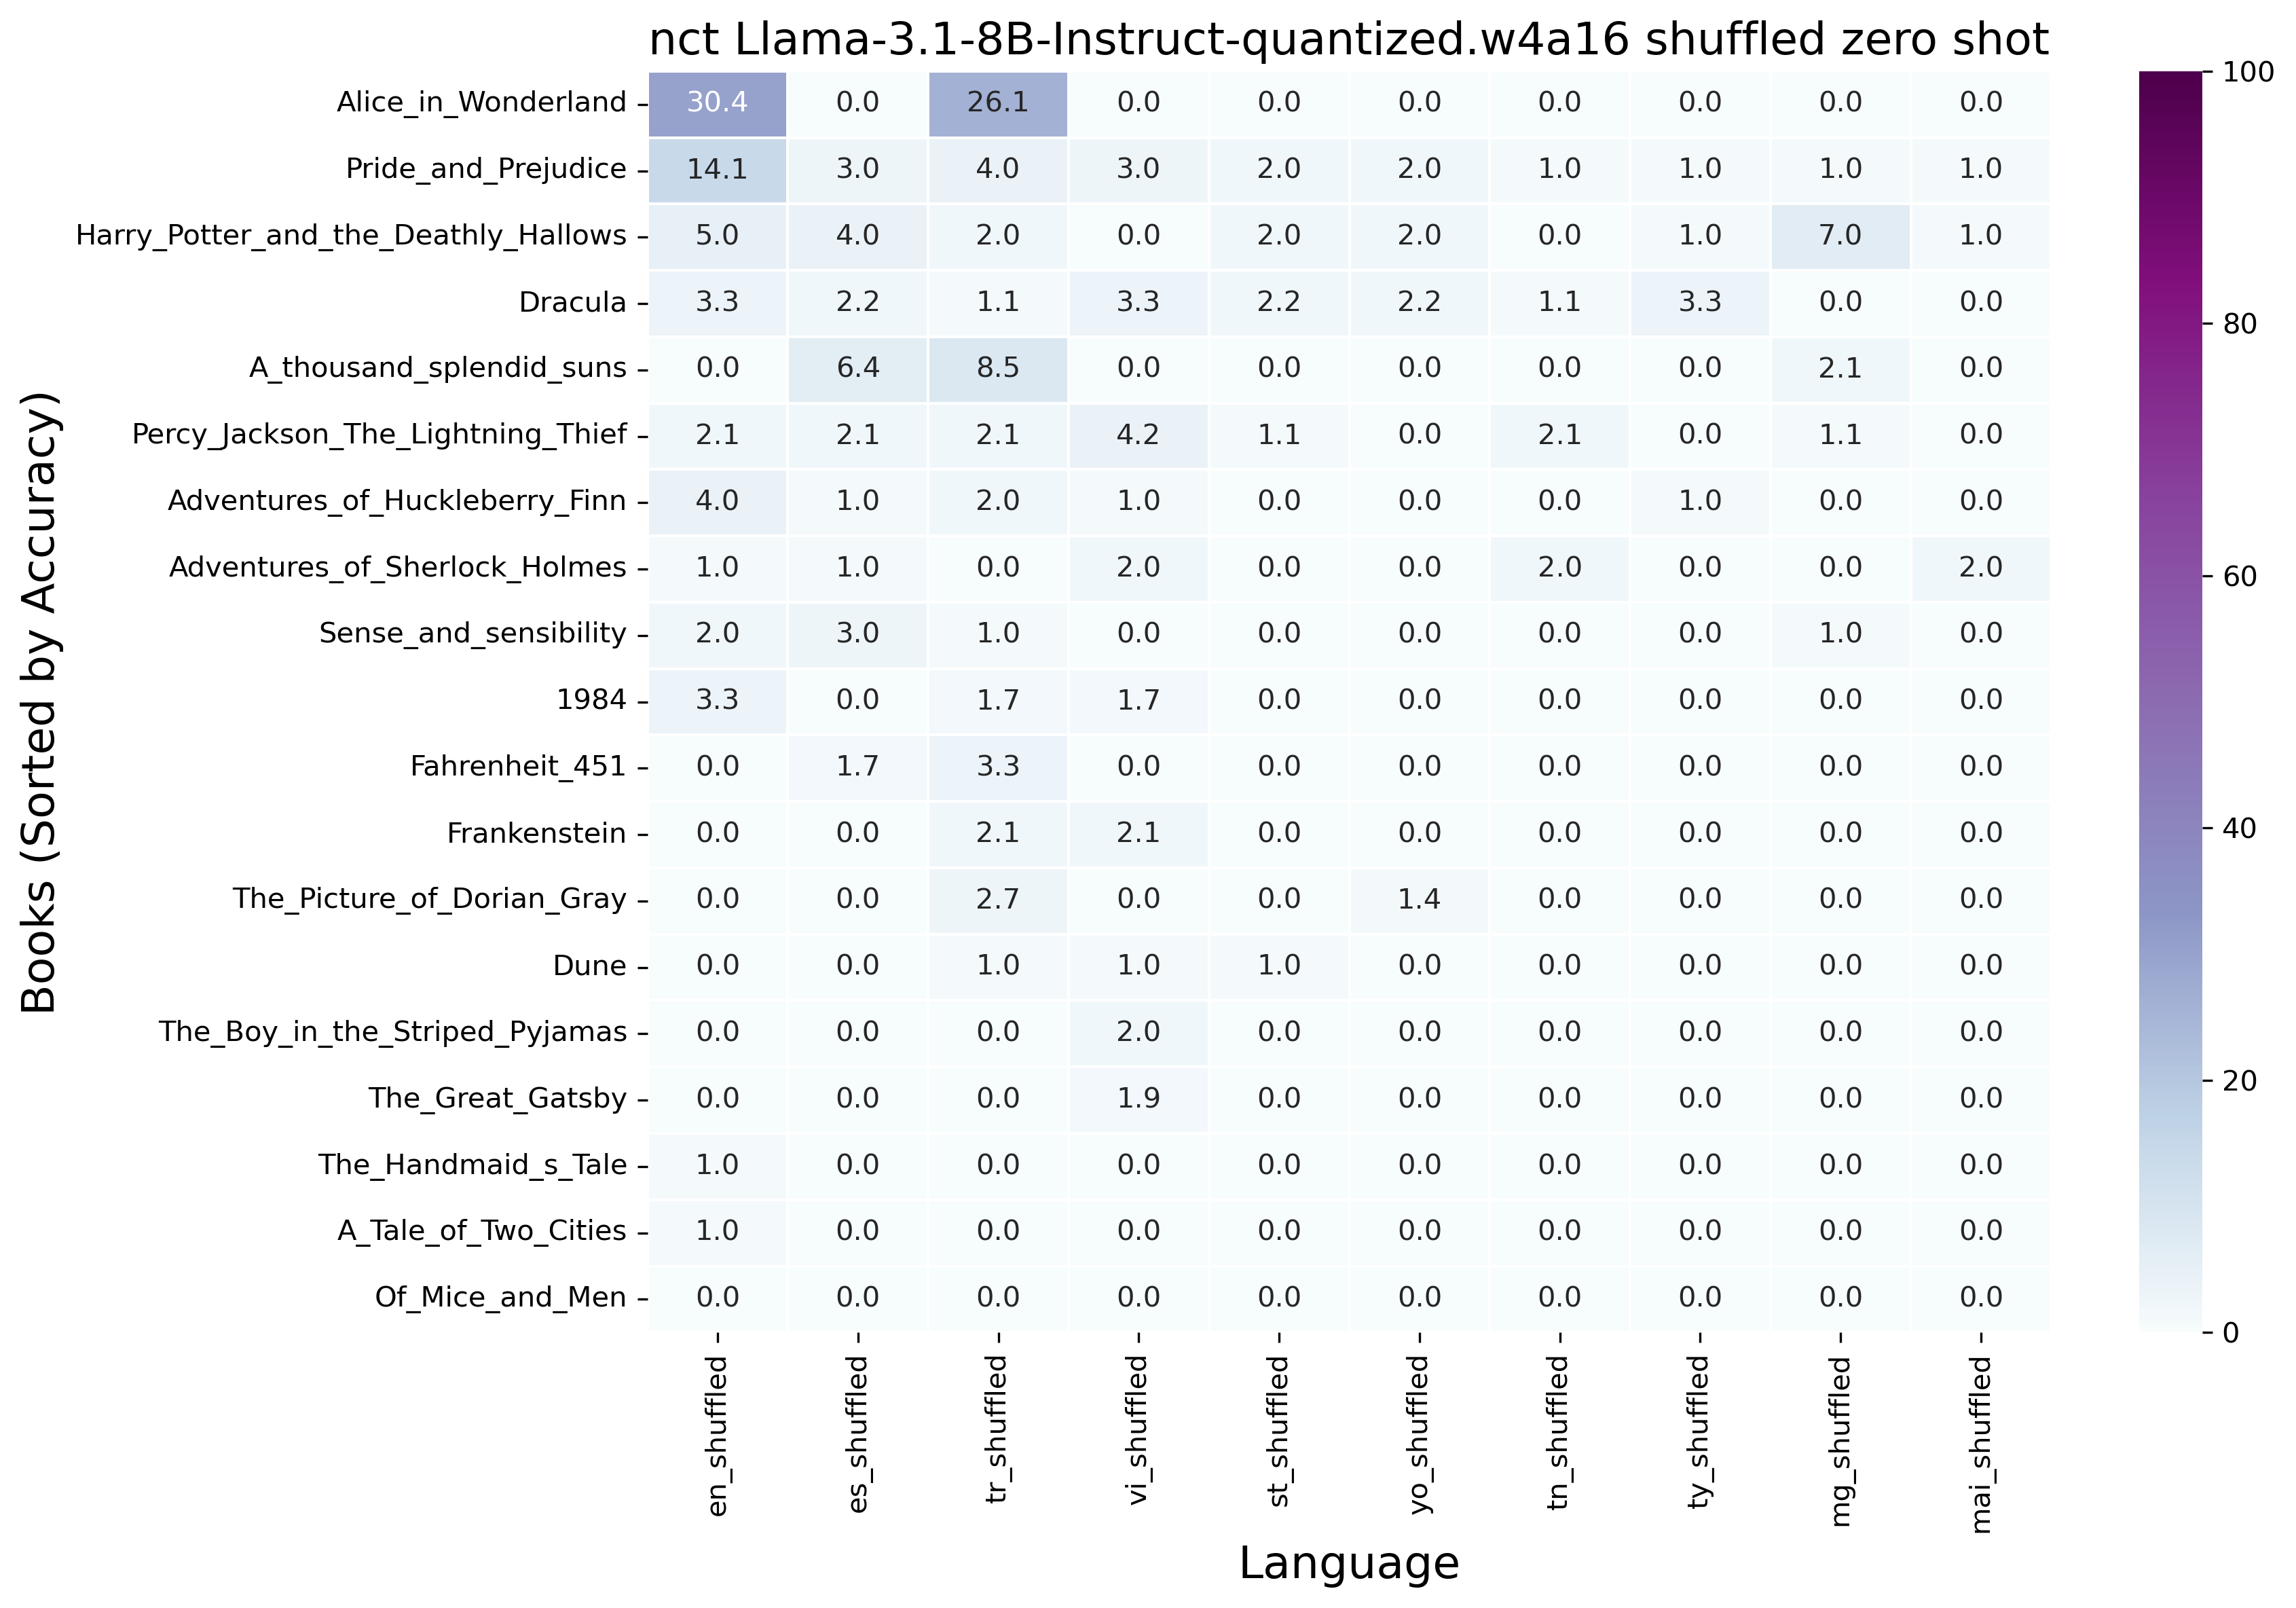 nct Llama-3.1-8B-Instruct-quantized.w4a16 shuffled zero shot
Books (Sorted by Accuracy)
Alice_in_Wonderland 30.4 0.0 26.1 0.0 0.0 0.0 0.0 0.0 0.0 0.0
Pride_and_Prejudice 14.1 3.0 4.0 3.0 2.0 2.0 1.0 1.0 1.0 1.0
Harry_Potter_and_the_Deathly_Hallows 5.0 4.0 2.0 0.0 2.0 2.0 0.0 1.0 7.0 1.0
Dracula 3.3 2.2 1.1 3.3 2.2 2.2 1.1 3.3 0.0 0.0
A_thousand_splendid_suns 0.0 6.4 8.5 0.0 0.0 0.0 0.0 0.0 2.1 0.0
Percy_Jackson_The_Lightning_Thief 2.1 2.1 2.1 4.2 1.1 0.0 2.1 0.0 1.1 0.0
Adventures_of_Huckleberry_Finn 4.0 1.0 2.0 1.0 0.0 0.0 0.0 1.0 0.0 0.0
Adventures_of_Sherlock_Holmes 1.0 1.0 0.0 2.0 0.0 0.0 2.0 0.0 0.0 2.0
Sense_and_sensibility 2.0 3.0 1.0 0.0 0.0 0.0 0.0 0.0 1.0 0.0
1984 3.3 0.0 1.7 1.7 0.0 0.0 0.0 0.0 0.0 0.0
Fahrenheit_451 0.0 1.7 3.3 0.0 0.0 0.0 0.0 0.0 0.0 0.0
Frankenstein 0.0 0.0 2.1 2.1 0.0 0.0 0.0 0.0 0.0 0.0
The_Picture_of_Dorian_Gray 0.0 0.0 2.7 0.0 0.0 1.4 0.0 0.0 0.0 0.0
Dune 0.0 0.0 1.0 1.0 1.0 0.0 0.0 0.0 0.0 0.0
The_Boy_in_the_Striped_Pyjamas 0.0 0.0 0.0 2.0 0.0 0.0 0.0 0.0 0.0 0.0
The_Great_Gatsby 0.0 0.0 0.0 1.9 0.0 0.0 0.0 0.0 0.0 0.0
The_Handmaid_s_Tale 1.0 0.0 0.0 0.0 0.0 0.0 0.0 0.0 0.0 0.0
A_Tale_of_Two_Cities 1.0 0.0 0.0 0.0 0.0 0.0 0.0 0.0 0.0 0.0
Of_Mice_and_Men 0.0 0.0 0.0 0.0 0.0 0.0 0.0 0.0 0.0 0.0
en_shuffled es_shuffled tr_shuffled vi_shuffled st_shuffled yo_shuffled tn_shuffled ty_shuffled mg_shuffled mai_shuffled
Language
100
80
60
40
20
0